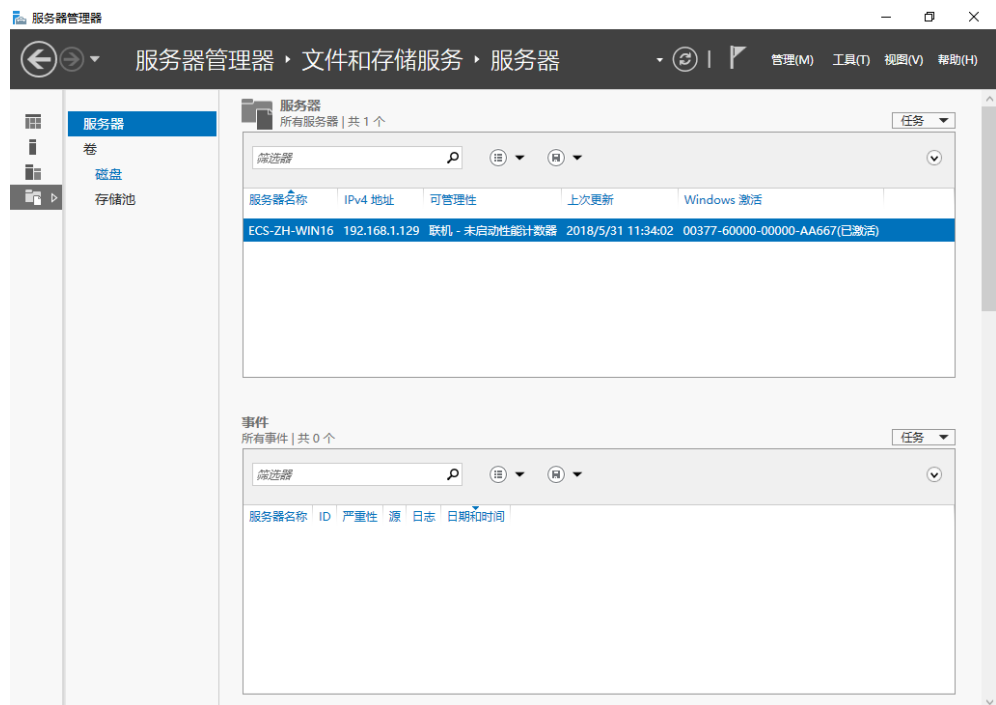 服务器管理器
服务器管理器 ‣ 文件和存储服务 ‣ 服务器
管理(M) 工具(T) 视图(V) 帮助(H)
服务器
卷
磁盘
存储池
服务器
所有服务器 | 共 1 个
任务
筛选器
服务器名称 IPv4 地址 可管理性 上次更新 Windows 激活
ECS-ZH-WIN16 192.168.1.129 联机 - 未启动性能计数器 2018/5/31 11:34:02 00377-60000-00000-AA667(已激活)
事件
所有事件 | 共 0 个
任务
筛选器
服务器名称 ID 严重性 源 日志 日期和时间